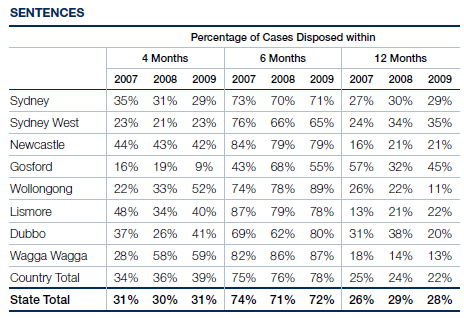 SENTENCES
Percentage of Cases Disposed within
4 Months 6 Months 12 Months
2007 2008 2009 2007 2008 2009 2007 2008 2009
Sydney 35% 31% 29% 73% 70% 71% 27% 30% 29%
Sydney West 23% 21% 23% 76% 66% 65% 24% 34% 35%
Newcastle 44% 43% 42% 84% 79% 79% 16% 21% 21%
Gosford 16% 19% 9% 43% 68% 55% 57% 32% 45%
Wollongong 22% 33% 52% 74% 78% 89% 26% 22% 11%
Lismore 48% 34% 40% 87% 79% 78% 13% 21% 22%
Dubbo 37% 26% 41% 69% 62% 80% 31% 38% 20%
Wagga Wagga 28% 58% 59% 82% 86% 87% 18% 14% 13%
Country Total 34% 36% 39% 75% 76% 78% 25% 24% 22%
State Total 31% 30% 31% 74% 71% 72% 26% 29% 28%